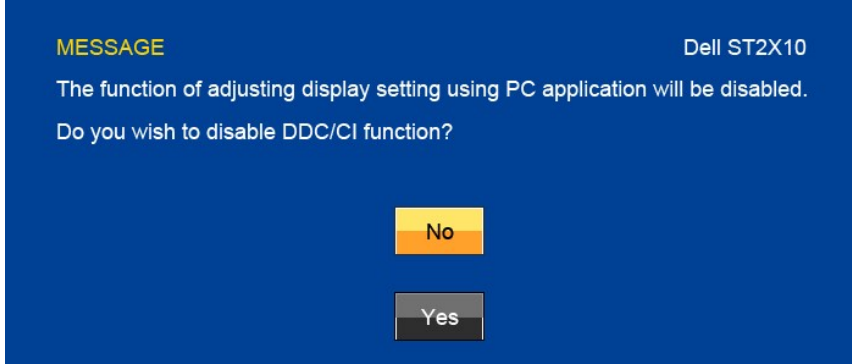 MESSAGE Dell ST2X10
The function of adjusting display setting using PC application will be disabled.
Do you wish to disable DDC/CI function?
No
Yes